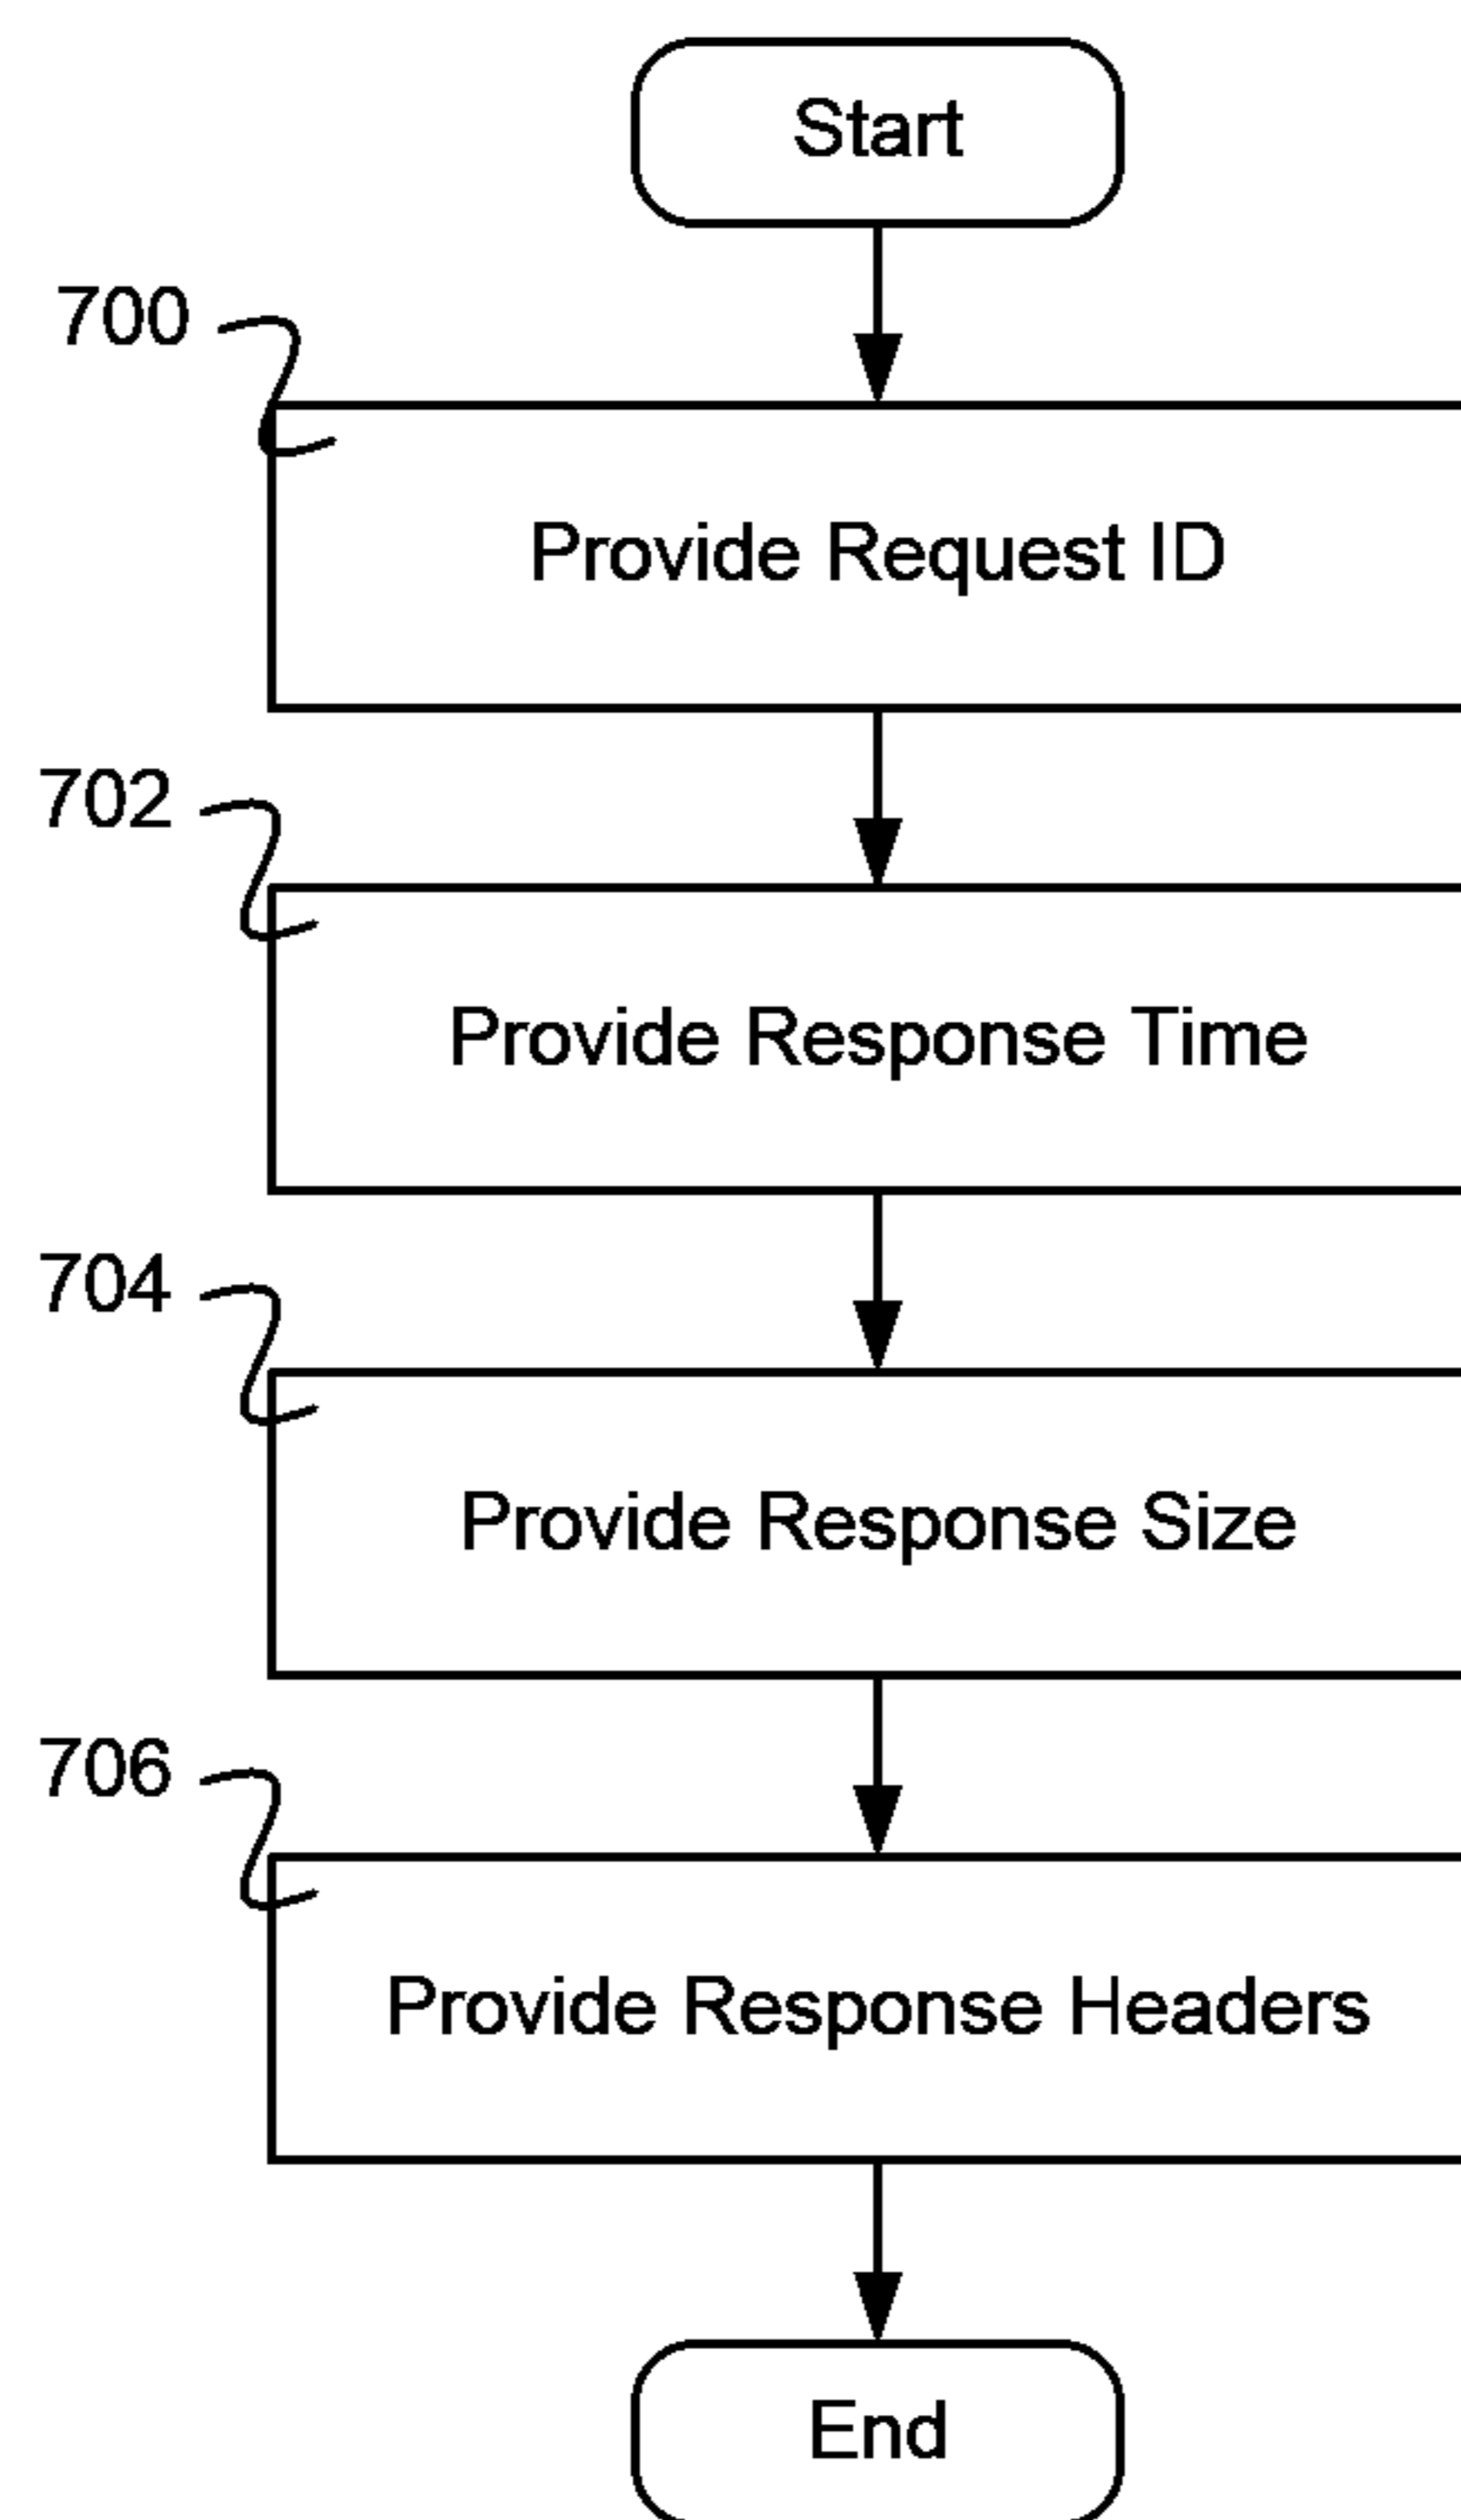 Start
700
Provide Request ID
702
Provide Response Time
704
Provide Response Size
706
Provide Response Headers
End